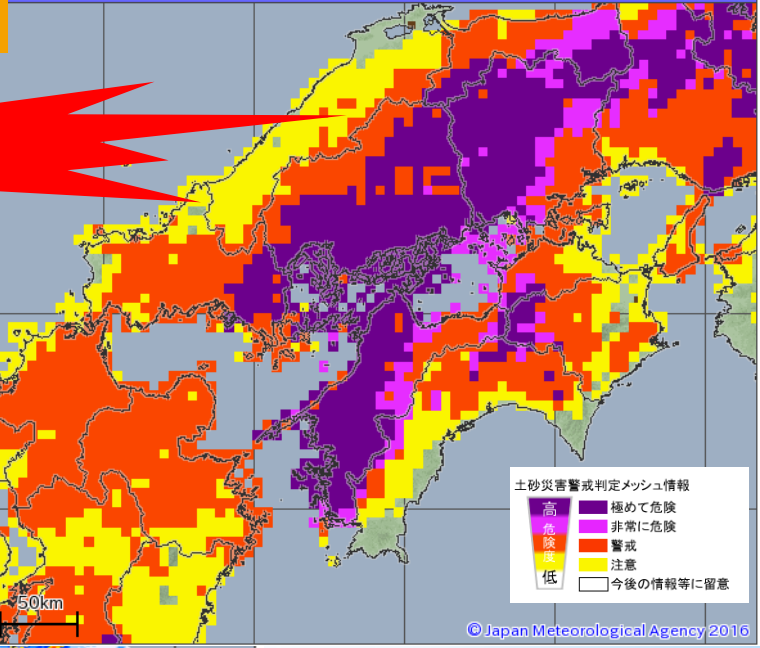 土砂災害警戒判定メッシュ情報
高
危
険
度
低
極めて危険
非常に危険
警戒
注意
今後の情報等に留意
50km
© Japan Meteorological Agency 2016